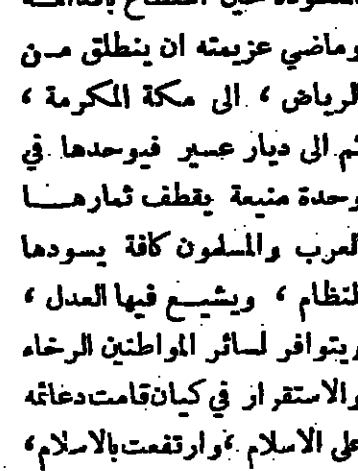 وماضي عزيمته ان ينطلق من
الرياض ، الى مكة المكرمة ،
ثم الى ديار عسير فيوحدها في
وحدة منيعة يقطف ثمارها
العرب والمسلمون كافة يسودها
النظام ، ويشيع فيها العدل ،
ويتوافر لسائر المواطنين الرخاء
والاستقرار في كيان قامت دعائمه
على الاسلام ، وارتفعت بالاسلام ،